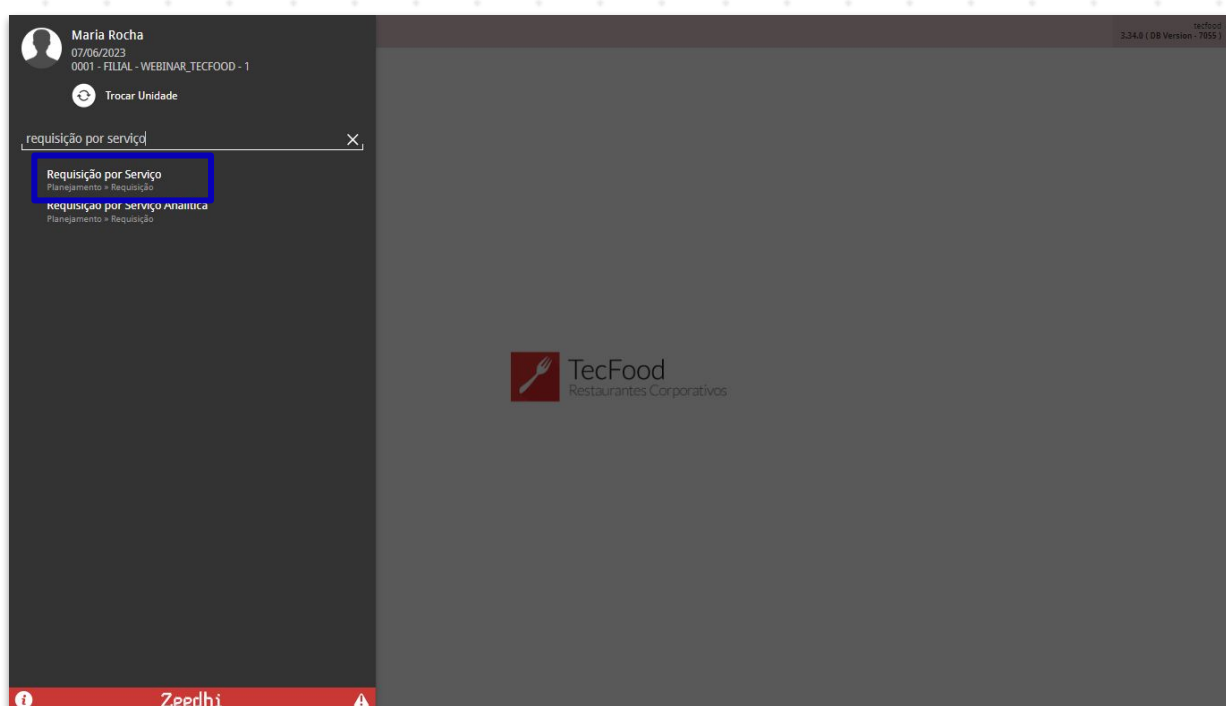 Maria Rocha
07/06/2023
0001 - FILIAL - WEBINAR_TECFOOD - 1
Trocar Unidade
requisição por serviço
Requisição por Serviço
Planejamento » Requisição
Requisição por Serviço Analítica
Planejamento » Requisição
tecfood
3.34.0 ( DB Version - 7055 )
TecFood
Restaurantes Corporativos
Zeedhi